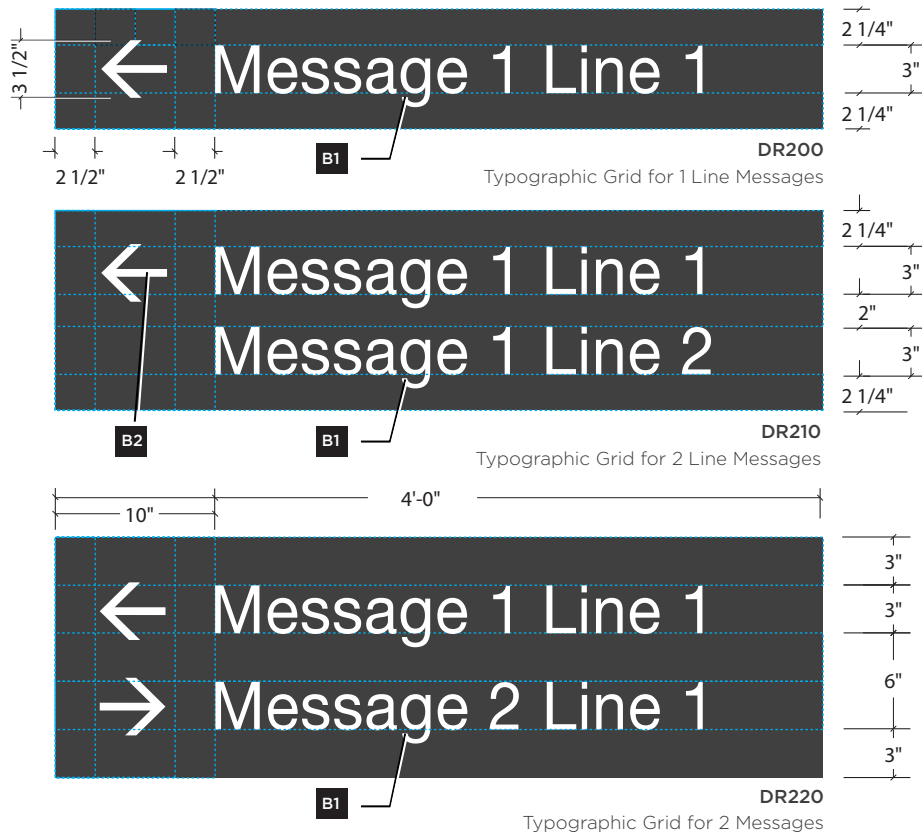 2 1/4"
3 1/2"
Message 1 Line 1
3"
2 1/4"
2 1/2"
2 1/2"
B1
DR200
Typographic Grid for 1 Line Messages
2 1/4"
Message 1 Line 1
3"
2"
Message 1 Line 2
3"
2 1/4"
B2
B1
DR210
Typographic Grid for 2 Line Messages
4'-0"
10"
3"
Message 1 Line 1
3"
6"
Message 2 Line 1
3"
B1
DR220
Typographic Grid for 2 Messages